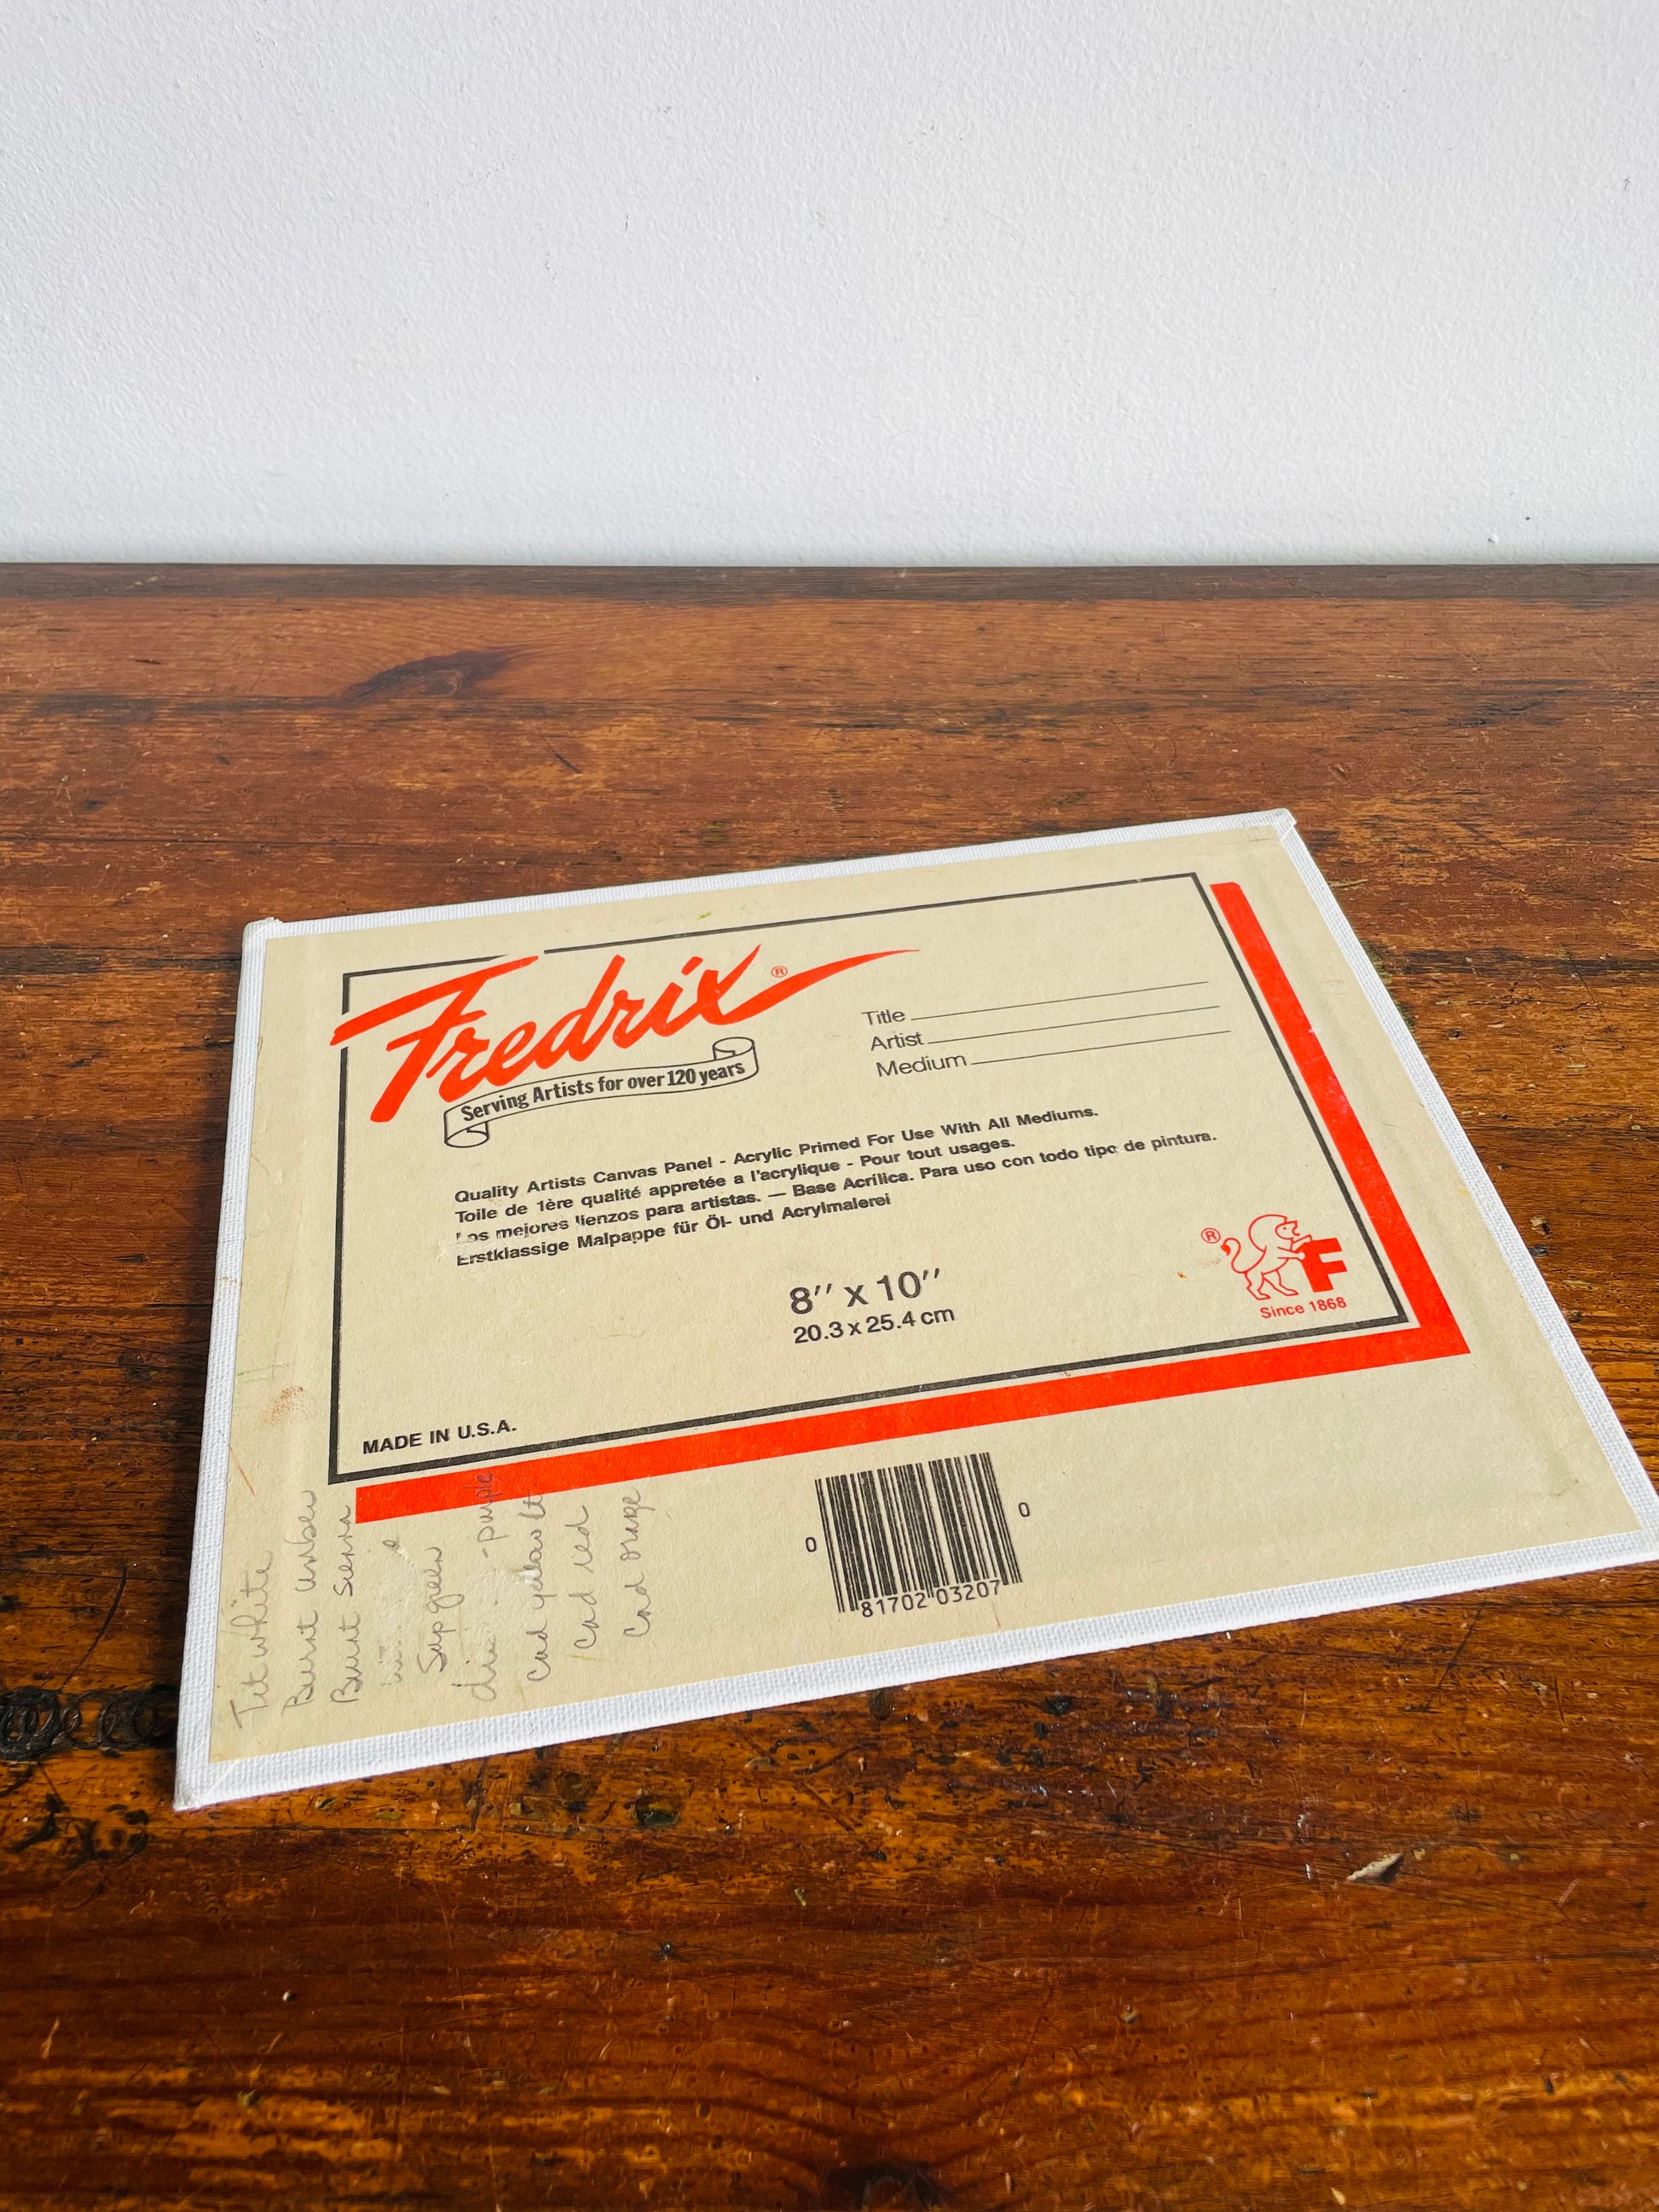 Fredrix®
Serving Artists for over 120 years
Title
Artist
Medium
Quality Artists Canvas Panel - Acrylic Primed For Use With All Mediums.
Toile de 1ère qualité appretée a l'acrylique - Pour tout usages.
Los mejores lienzos para artistas. — Base Acrílica. Para uso con todo tipo de pintura.
Erstklassige Malpappe für Öl- und Acrylmalerei
8" x 10"
20.3 x 25.4 cm
® F
Since 1868
MADE IN U.S.A.
0 81702 03207 0
Tit white
Burnt umber
Burnt Sienna
Sap green
purple
Cad yellow lt
Cad red
Cad orange